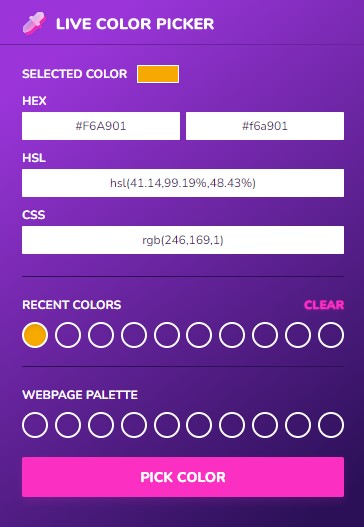 LIVE COLOR PICKER
SELECTED COLOR
HEX
#F6A901 #f6a901
HSL
hsl(41.14,99.19%,48.43%)
CSS
rgb(246,169,1)
RECENT COLORS CLEAR
WEBPAGE PALETTE
PICK COLOR